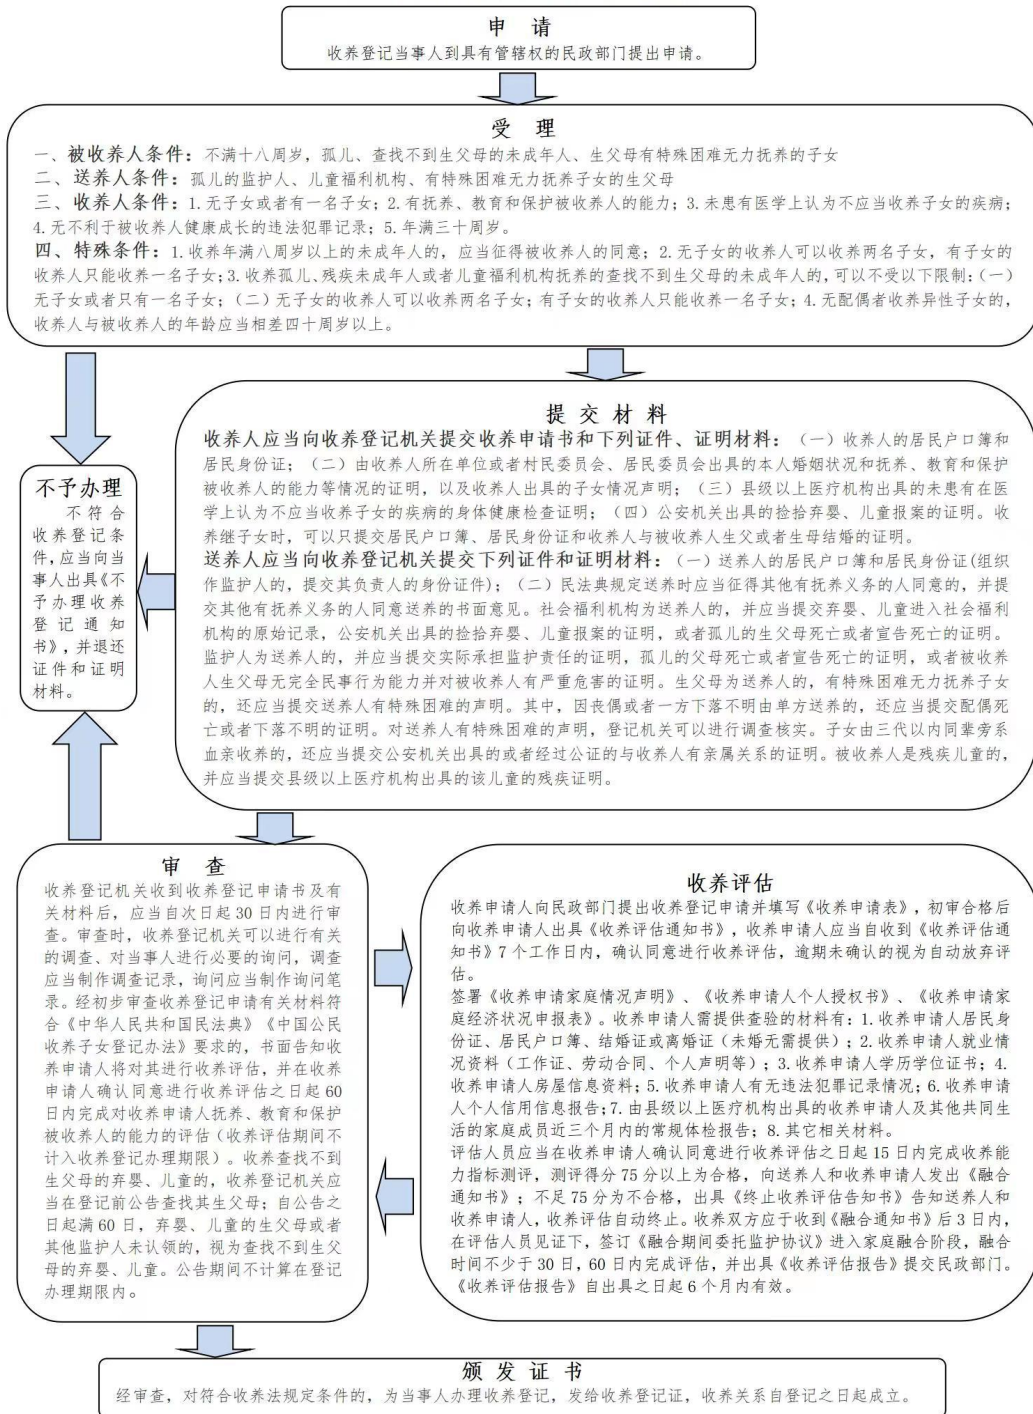 申 请
收养登记当事人到具有管辖权的民政部门提出申请。
受 理
一、被收养人条件：不满十八周岁，孤儿、查找不到生父母的未成年人、生父母有特殊困难无力抚养的子女
二、送养人条件：孤儿的监护人、儿童福利机构、有特殊困难无力抚养子女的生父母
三、收养人条件：1.无子女或者有一名子女；2.有抚养、教育和保护被收养人的能力；3.未患有医学上认为不应当收养子女的疾病；
4.无不利于被收养人健康成长的违法犯罪记录；5.年满三十周岁。
四、特殊条件：1.收养年满八周岁以上的未成年人的，应当征得被收养人的同意；2.无子女的收养人可以收养两名子女，有子女的
收养人只能收养一名子女；3.收养孤儿、残疾未成年人或者儿童福利机构抚养的查找不到生父母的未成年人的，可以不受以下限制：（一）
无子女或者只有一名子女；（二）无子女的收养人可以收养两名子女；有子女的收养人只能收养一名子女；4.无配偶者收养异性子女的，
收养人与被收养人的年龄应当相差四十周岁以上。
提 交 材 料
收养人应当向收养登记机关提交收养申请书和下列证件、证明材料：（一）收养人的居民户口簿和
居民身份证；（二）由收养人所在单位或者村民委员会、居民委员会出具的本人婚姻状况和抚养、教育和保护
被收养人的能力等情况的证明，以及收养人出具的子女情况声明；（三）县级以上医疗机构出具的未患有在医
学上认为不应当收养子女的疾病的身体健康检查证明；（四）公安机关出具的捡拾弃婴、儿童报案的证明。收
养继子女时，可以只提交居民户口簿、居民身份证和收养人与被收养人生父或者生母结婚的证明。
送养人应当向收养登记机关提交下列证件和证明材料：（一）送养人的居民户口簿和居民身份证(组织
作监护人的，提交其负责人的身份证件)；（二）民法典规定送养时应当征得其他有抚养义务的人同意的，并提
交其他有抚养义务的人同意送养的书面意见。社会福利机构为送养人的，并应当提交弃婴、儿童进入社会福利
机构的原始记录，公安机关出具的捡拾弃婴、儿童报案的证明，或者孤儿的生父母死亡或者宣告死亡的证明。
监护人为送养人的，并应当提交实际承担监护责任的证明，孤儿的父母死亡或者宣告死亡的证明，或者被收养
人生父母无完全民事行为能力并对被收养人有严重危害的证明。生父母为送养人的，有特殊困难无力抚养子女
的，还应当提交送养人有特殊困难的声明。其中，因丧偶或者一方下落不明由单方送养的，还应当提交配偶死
亡或者下落不明的证明。对送养人有特殊困难的声明，登记机关可以进行调查核实。子女由三代以内同辈旁系
血亲收养的，还应当提交公安机关出具的或者经过公证的与收养人有亲属关系的证明。被收养人是残疾儿童的，
并应当提交县级以上医疗机构出具的该儿童的残疾证明。
不予办理
不符合
收养登记条
件，应当向当
事人出具《不
予办理收养
登记通知
书》，并退还
证件和证明
材料。
审 查
收养登记机关收到收养登记申请书及有
关材料后，应当自次日起 30 日内进行审
查。审查时，收养登记机关可以进行有关
的调查、对当事人进行必要的询问，调查
应当制作调查记录，询问应当制作询问笔
录。经初步审查收养登记申请有关材料符
合《中华人民共和国民法典》《中国公民
收养子女登记办法》要求的，书面告知收
养申请人将对其进行收养评估，并在收养
申请人确认同意进行收养评估之日起 60
日内完成对收养申请人抚养、教育和保护
被收养人的能力的评估（收养评估期间不
计入收养登记办理期限）。收养查找不到
生父母的弃婴、儿童的，收养登记机关应
当在登记前公告查找其生父母；自公告之
日起满 60 日，弃婴、儿童的生父母或者
其他监护人未认领的，视为查找不到生父
母的弃婴、儿童。公告期间不计算在登记
办理期限内。
收养评估
收养申请人向民政部门提出收养登记申请并填写《收养申请表》，初审合格后
向收养申请人出具《收养评估通知书》，收养申请人应当自收到《收养评估通
知书》7 个工作日内，确认同意进行收养评估，逾期未确认的视为自动放弃评
估。
签署《收养申请家庭情况声明》、《收养申请人个人授权书》、《收养申请家
庭经济状况申报表》。收养申请人需提供查验的材料有：1.收养申请人居民身
份证、居民户口簿、结婚证或离婚证（未婚无需提供）；2.收养申请人就业情
况资料（工作证、劳动合同、个人声明等）；3.收养申请人学历学位证书；4.
收养申请人房屋信息资料；5.收养申请人有无违法犯罪记录情况；6.收养申请
人个人信用信息报告；7.由县级以上医疗机构出具的收养申请人及其他共同生
活的家庭成员近三个月内的常规体检报告；8.其它相关材料。
评估人员应当在收养申请人确认同意进行收养评估之日起 15 日内完成收养能
力指标测评，测评得分 75 分以上为合格，向送养人和收养申请人发出《融合
通知书》；不足 75 分为不合格，出具《终止收养评估告知书》告知送养人和
收养申请人，收养评估自动终止。收养双方应于收到《融合通知书》后 3 日内，
在评估人员见证下，签订《融合期间委托监护协议》进入家庭融合阶段，融合
时间不少于 30 日，60 日内完成评估，并出具《收养评估报告》提交民政部门。
《收养评估报告》自出具之日起 6 个月内有效。
颁 发 证 书
经审查，对符合收养法规定条件的，为当事人办理收养登记，发给收养登记证，收养关系自登记之日起成立。